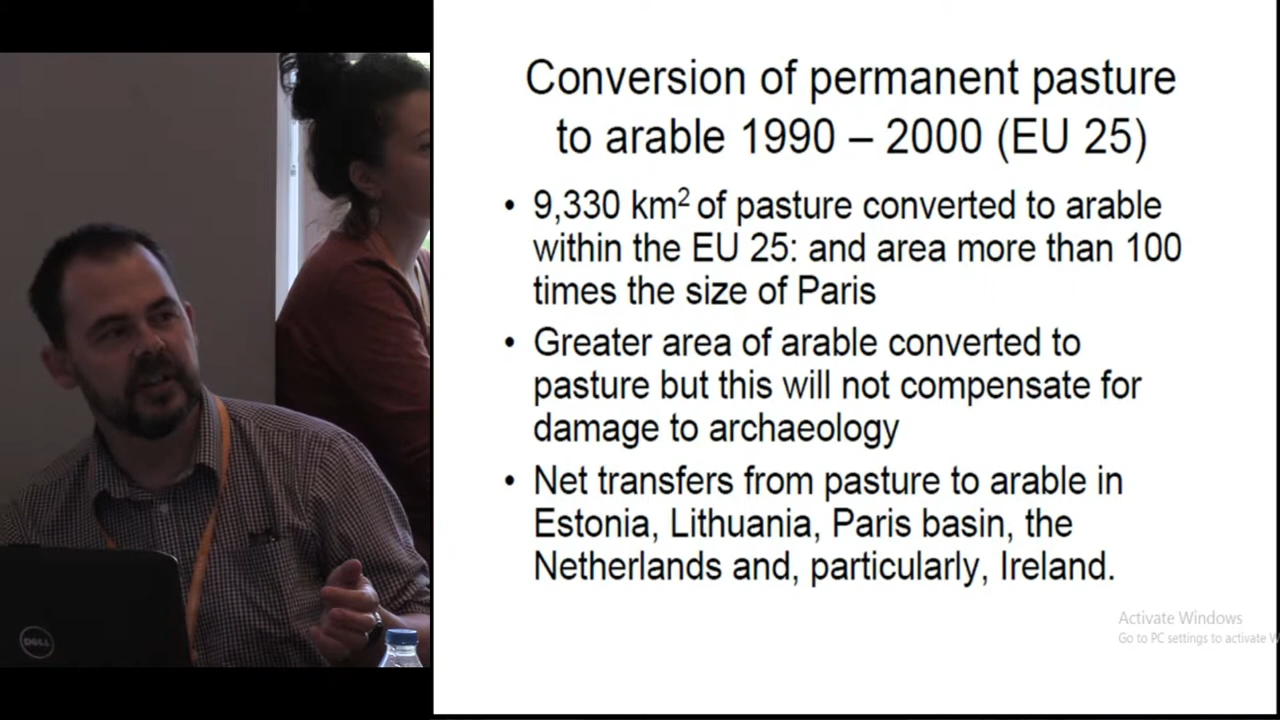 Conversion of permanent pasture
to arable 1990 – 2000 (EU 25)
• 9,330 km² of pasture converted to arable
within the EU 25: and area more than 100
times the size of Paris
• Greater area of arable converted to
pasture but this will not compensate for
damage to archaeology
• Net transfers from pasture to arable in
Estonia, Lithuania, Paris basin, the
Netherlands and, particularly, Ireland.
Activate Windows
Go to PC settings to activate W
DELL